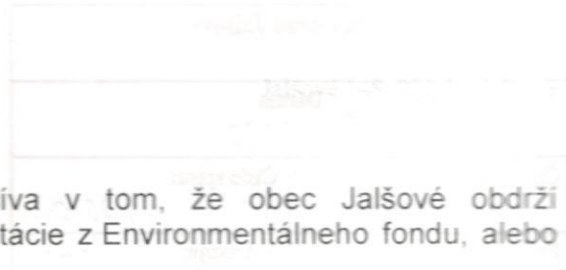 íva v tom, že obec Jalšové obdrží
tácie z Environmentálneho fondu, alebo